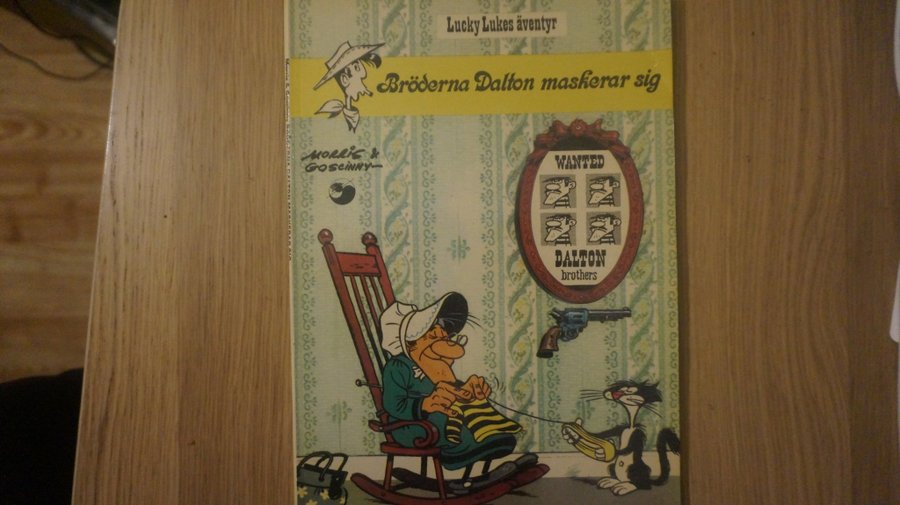 Lucky Lukes äventyr
Bröderna Dalton maskerar sig
MORRIS &
GOSCINNY
WANTED
DALTON
brothers